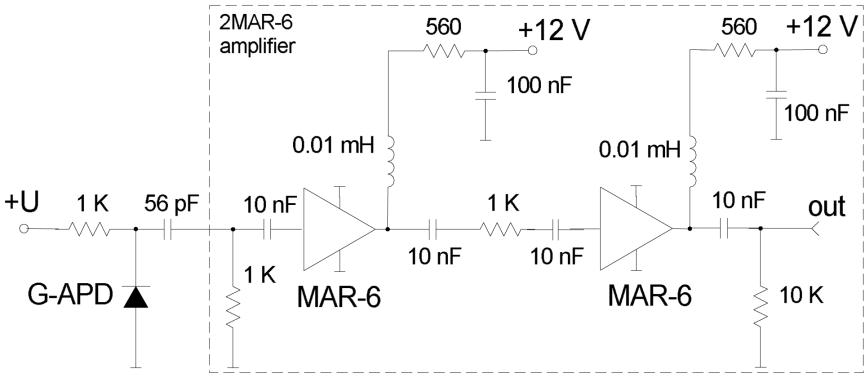 2MAR-6
amplifier
560
+12 V
100 nF
0.01 mH
560
+12 V
100 nF
0.01 mH
+U
1 K
56 pF
10 nF
10 nF
1 K
10 nF
10 nF
out
G-APD
1 K
MAR-6
MAR-6
10 K